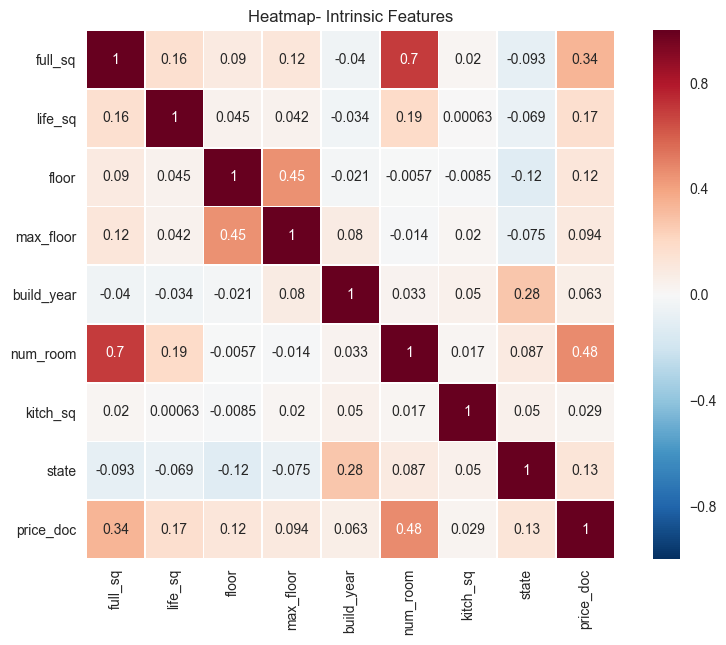 Heatmap- Intrinsic Features
full_sq 1 0.16 0.09 0.12 -0.04 0.7 0.02 -0.093 0.34
life_sq 0.16 1 0.045 0.042 -0.034 0.19 0.00063 -0.069 0.17
floor 0.09 0.045 1 0.45 -0.021 -0.0057 -0.0085 -0.12 0.12
max_floor 0.12 0.042 0.45 1 0.08 -0.014 0.02 -0.075 0.094
build_year -0.04 -0.034 -0.021 0.08 1 0.033 0.05 0.28 0.063
num_room 0.7 0.19 -0.0057 -0.014 0.033 1 0.017 0.087 0.48
kitch_sq 0.02 0.00063 -0.0085 0.02 0.05 0.017 1 0.05 0.029
state -0.093 -0.069 -0.12 -0.075 0.28 0.087 0.05 1 0.13
price_doc 0.34 0.17 0.12 0.094 0.063 0.48 0.029 0.13 1
full_sq life_sq floor max_floor build_year num_room kitch_sq state price_doc
0.8
0.4
0.0
-0.4
-0.8